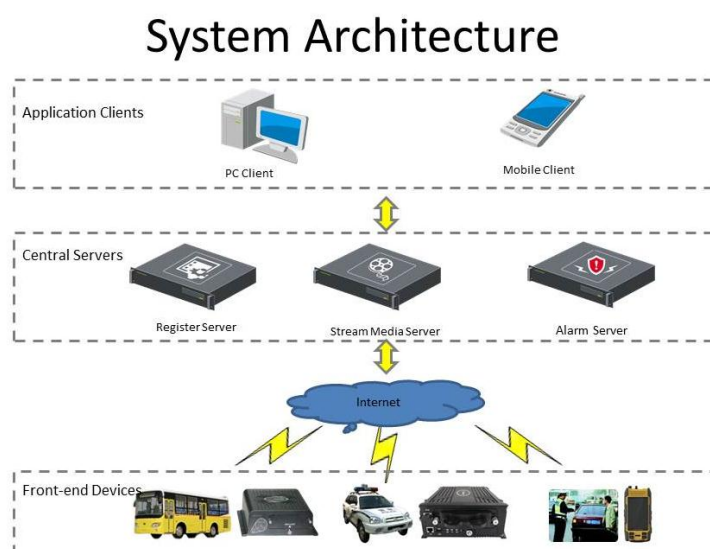 System Architecture
Application Clients
PC Client
Mobile Client
Central Servers
Register Server
Stream Media Server
Alarm Server
Internet
Front-end Devices